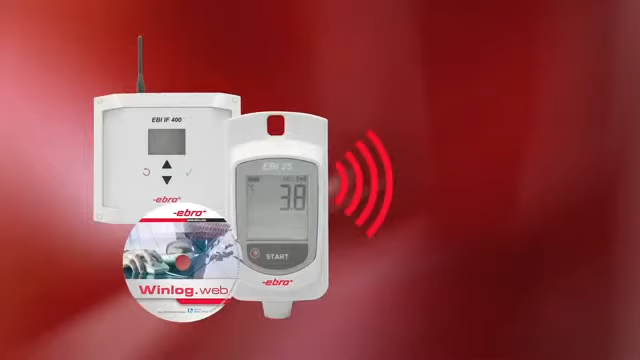 EBI IF 400
-ebro+
EBI 25
°C
3.8
START
-ebro+
-ebro+
Winlog.web